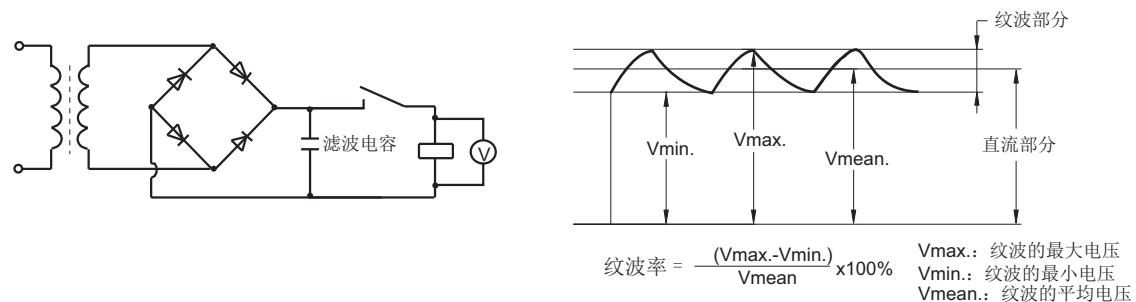 纹波部分
滤波电容
V
Vmin.
Vmax.
Vmean.
直流部分
纹波率 = (Vmax.-Vmin.) / Vmean x100%
Vmax.：纹波的最大电压
Vmin.：纹波的最小电压
Vmean.：纹波的平均电压